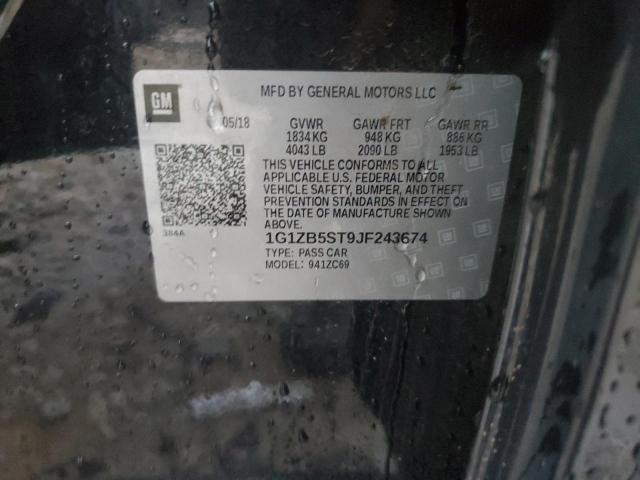 GM
MFD BY GENERAL MOTORS LLC
05/18 GVWR GAWR FRT GAWR RR
1834 KG 948 KG 886 KG
4043 LB 2090 LB 1953 LB
THIS VEHICLE CONFORMS TO ALL
APPLICABLE U.S. FEDERAL MOTOR
VEHICLE SAFETY, BUMPER, AND THEFT
PREVENTION STANDARDS IN EFFECT ON
THE DATE OF MANUFACTURE SHOWN
ABOVE.
384A
1G1ZB5ST9JF243674
TYPE: PASS CAR
MODEL: 941ZC69